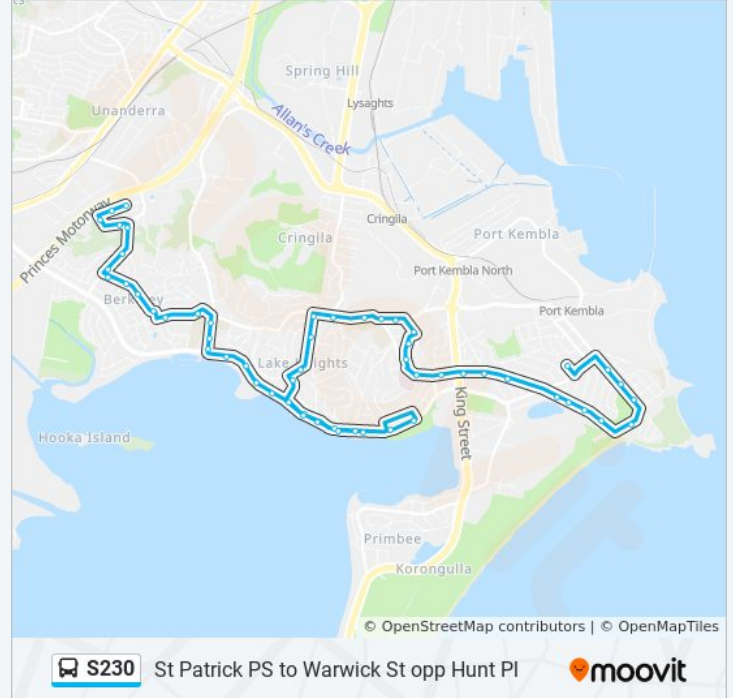 Spring Hill
Lysaghts
Unanderra
Allan's Creek
Princes Motorway
Cringila
Cringila
Port Kembla
Port Kembla North
Berkeley
Port Kembla
Lake Heights
King Street
Hooka Island
Primbee
Korongulla
© OpenStreetMap contributors | © OpenMapTiles
S230 St Patrick PS to Warwick St opp Hunt Pl moovit